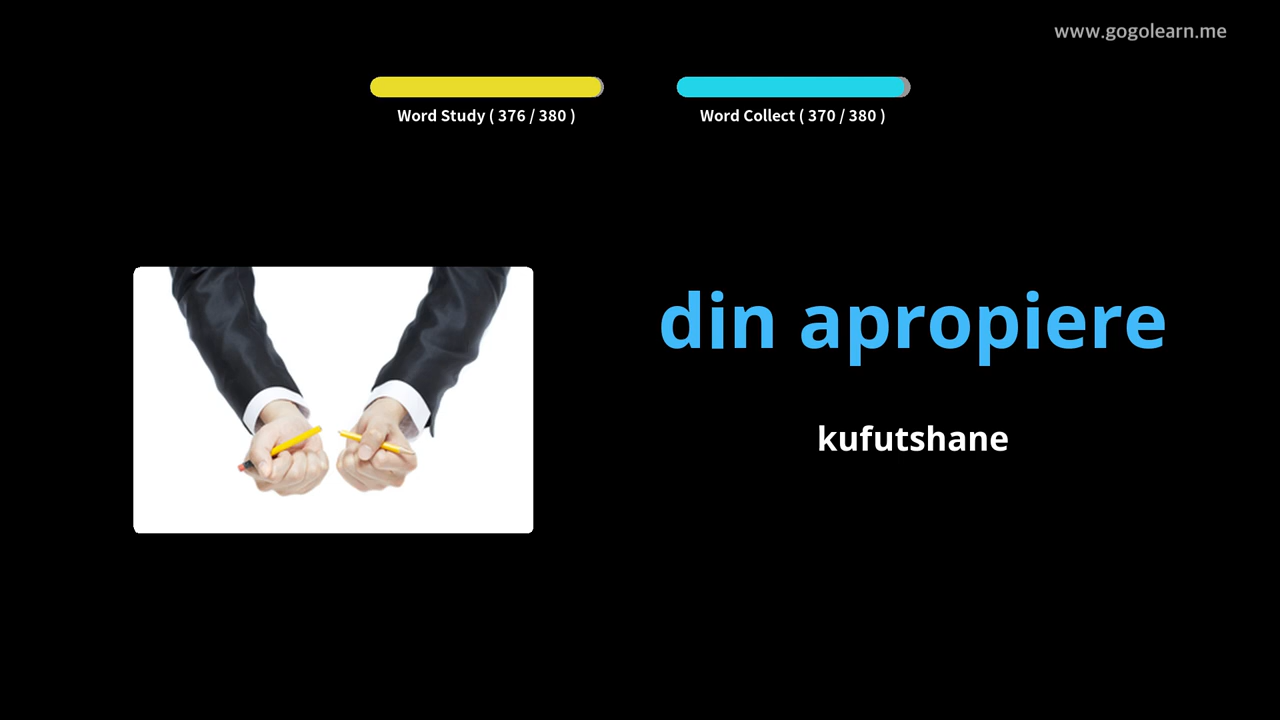 www.gogolearn.me
Word Study ( 376 / 380 )
Word Collect ( 370 / 380 )
din apropiere
kufutshane